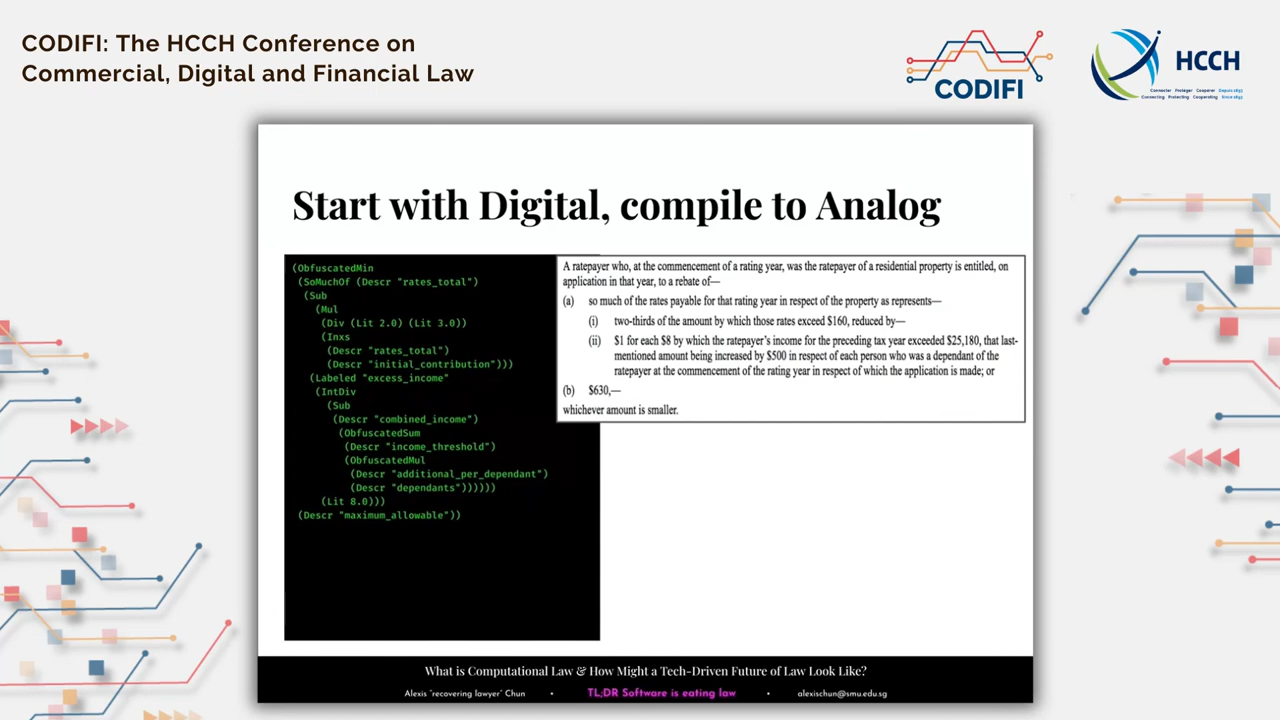 CODIFI: The HCCH Conference on
Commercial, Digital and Financial Law
CODIFI
HCCH
Connecter Protéger Coopérer Depuis 1893
Connecting Protecting Cooperating Since 1893
Start with Digital, compile to Analog
(ObfuscatedMin
(SoMuchOf (Descr "rates_total")
(Sub
(Mul
(Div (Lit 2.0) (Lit 3.0))
(Inxs
(Descr "rates_total")
(Descr "initial_contribution")))
(Labeled "excess_income"
(IntDiv
(Sub
(Descr "combined_income")
(ObfuscatedSum
(Descr "income_threshold")
(ObfuscatedMul
(Descr "additional_per_dependant")
(Descr "dependants"))))))
(Lit 8.0)))
(Descr "maximum_allowable"))
A ratepayer who, at the commencement of a rating year, was the ratepayer of a residential property is entitled, on
application in that year, to a rebate of—
(a) so much of the rates payable for that rating year in respect of the property as represents—
(i) two-thirds of the amount by which those rates exceed $160, reduced by—
(ii) $1 for each $8 by which the ratepayer's income for the preceding tax year exceeded $25,180, that last-
mentioned amount being increased by $500 in respect of each person who was a dependant of the
ratepayer at the commencement of the rating year in respect of which the application is made; or
(b) $630,—
whichever amount is smaller.
What is Computational Law & How Might a Tech-Driven Future of Law Look Like?
Alexis "recovering lawyer" Chun • TL;DR Software is eating law • alexischun@smu.edu.sg